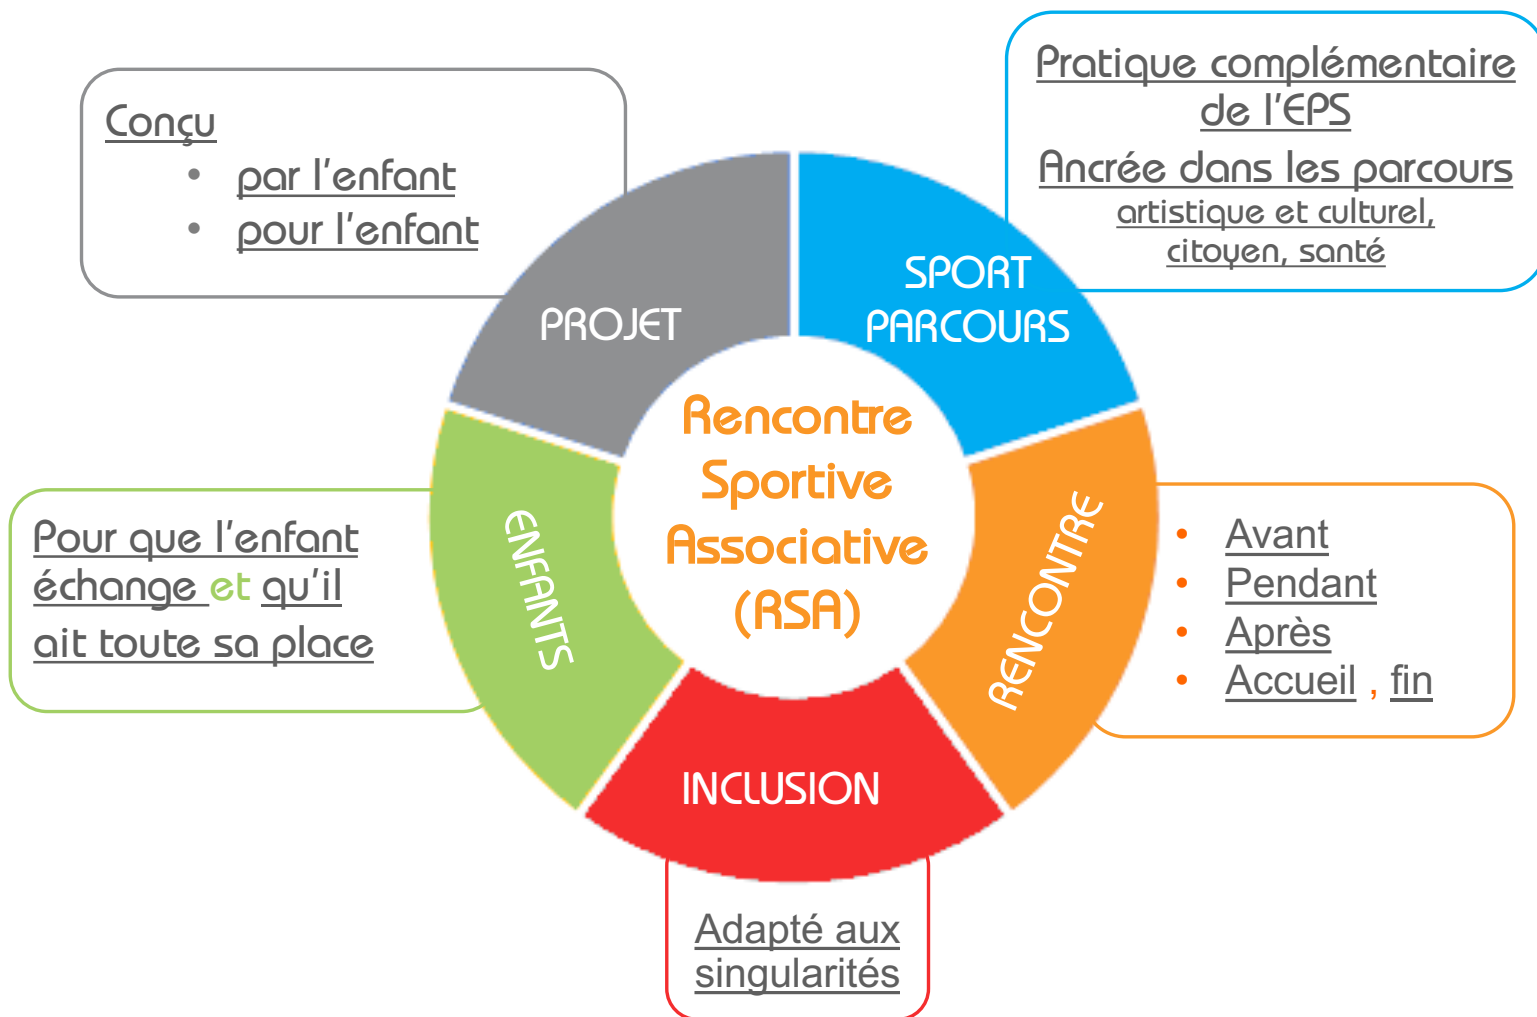 Conçu
• par l'enfant
• pour l'enfant
Pratique complémentaire
de l'EPS
Ancrée dans les parcours
artistique et culturel,
citoyen, santé
PROJET
SPORT
PARCOURS
Rencontre
Sportive
Associative
(RSA)
ENFANTS
RENCONTRE
INCLUSION
Pour que l'enfant
échange et qu'il
ait toute sa place
• Avant
• Pendant
• Après
• Accueil , fin
Adapté aux
singularités